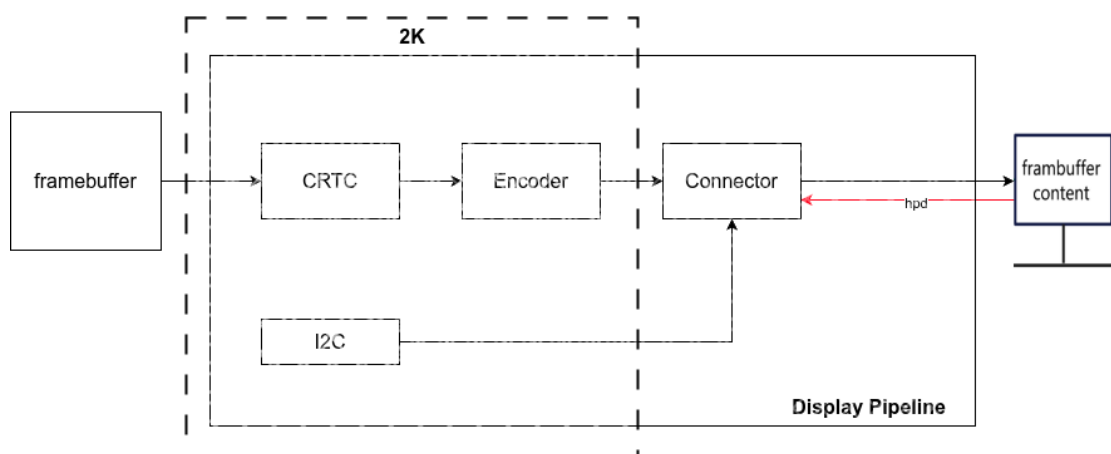 2K
framebuffer
CRTC
Encoder
Connector
frambuffer
content
hpd
I2C
Display Pipeline